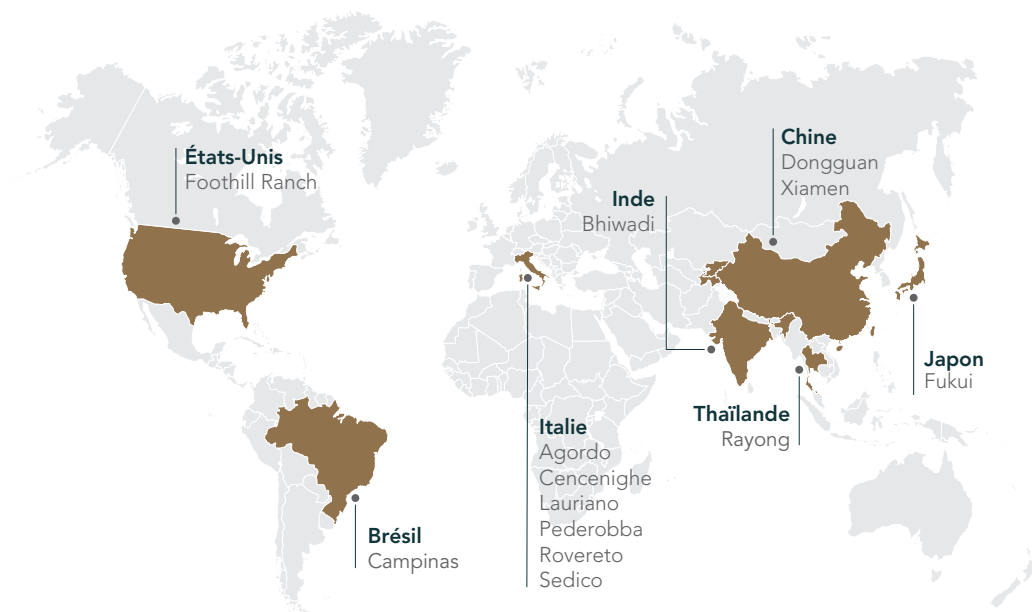 États-Unis
Foothill Ranch
Brésil
Campinas
Italie
Agordo
Cencenighe
Lauriano
Pederobba
Rovereto
Sedico
Inde
Bhiwadi
Chine
Dongguan
Xiamen
Thaïlande
Rayong
Japon
Fukui